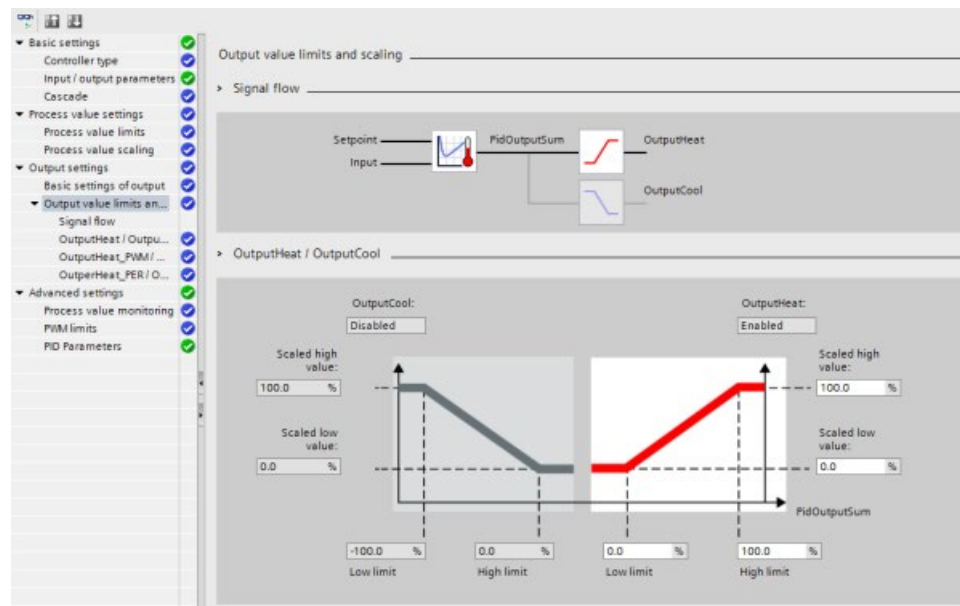 Basic settings
Controller type
Input / output parameters
Cascade
Process value settings
Process value limits
Process value scaling
Output settings
Basic settings of output
Output value limits an...
Signal flow
OutputHeat / Outpu...
OutputHeat_PWM / ...
OutperHeat_PER / O...
Advanced settings
Process value monitoring
PWM limits
PID Parameters
Output value limits and scaling
Signal flow
Setpoint
Input
PidOutputSum
OutputHeat
OutputCool
OutputHeat / OutputCool
OutputCool:
Disabled
OutputHeat:
Enabled
Scaled high
value:
100.0 %
Scaled low
value:
0.0 %
Scaled high
value:
100.0 %
Scaled low
value:
0.0 %
PidOutputSum
-100.0 %
0.0 %
0.0 %
100.0 %
Low limit
High limit
Low limit
High limit